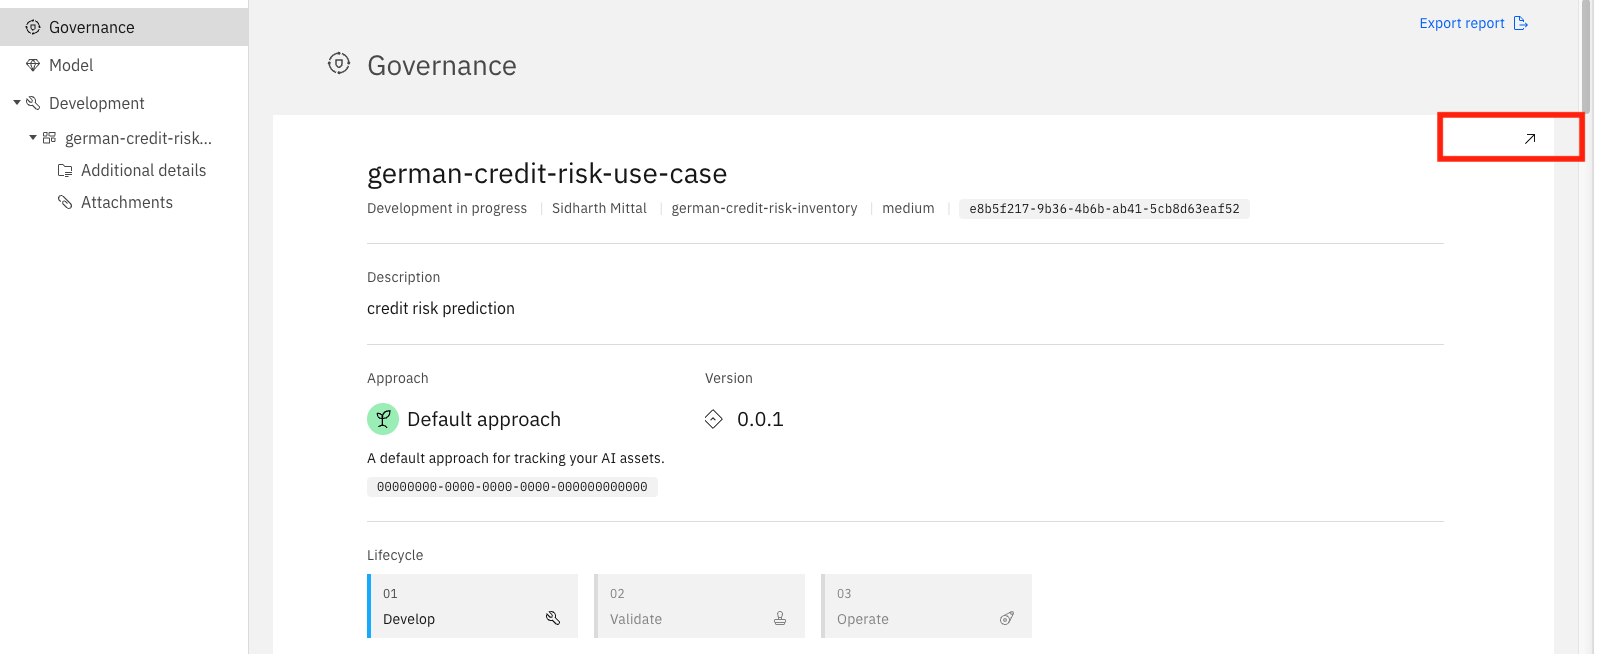 Governance
Model
Development
german-credit-risk...
Additional details
Attachments
Export report
Governance
german-credit-risk-use-case
Development in progress Sidharth Mittal german-credit-risk-inventory medium e8b5f217-9b36-4b6b-ab41-5cb8d63eaf52
Description
credit risk prediction
Approach Version
Default approach 0.0.1
A default approach for tracking your AI assets.
00000000-0000-0000-0000-000000000000
Lifecycle
01 02 03
Develop Validate Operate